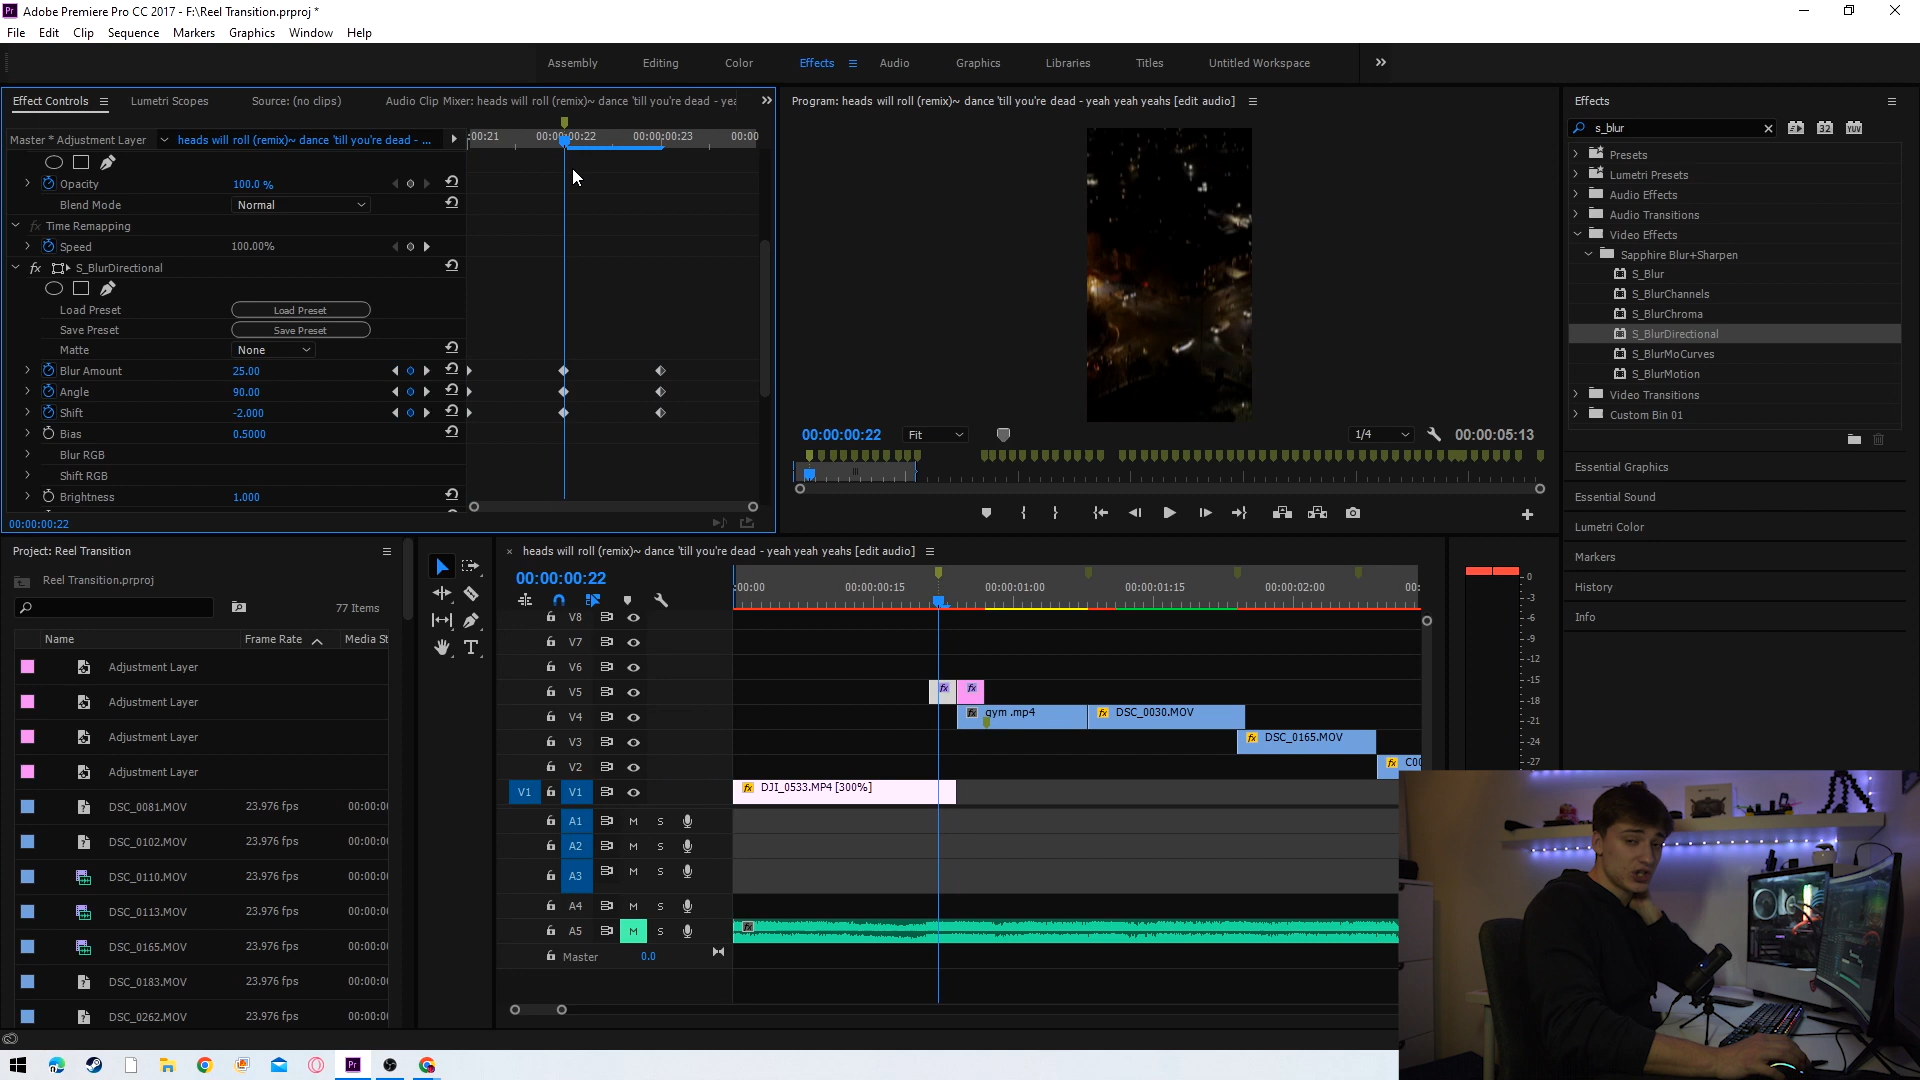 Adobe Premiere Pro CC 2017 - F:\Reel Transition.prproj *
File Edit Clip Sequence Markers Graphics Window Help
Assembly Editing Color Effects Audio Graphics Libraries Titles Untitled Workspace
Effect Controls Lumetri Scopes Source: (no clips) Audio Clip Mixer: heads will roll (remix)~ dance 'till you're dead - yea
Master * Adjustment Layer heads will roll (remix)~ dance 'till you're dead - ...
:00:21 00:00:00:22 00:00:00:23 00:00
Opacity 100.0 %
Blend Mode Normal
fx Time Remapping
Speed 100.00%
fx S_BlurDirectional
Load Preset Load Preset
Save Preset Save Preset
Matte None
Blur Amount 25.00
Angle 90.00
Shift -2.000
Bias 0.5000
Blur RGB
Shift RGB
Brightness 1.000
00:00:00:22
Program: heads will roll (remix)~ dance 'till you're dead - yeah yeah yeahs [edit audio]
00:00:00:22 Fit 1/4 00:00:05:13
Effects
s_blur 32 YUV
Presets
Lumetri Presets
Audio Effects
Audio Transitions
Video Effects
Sapphire Blur+Sharpen
S_Blur
S_BlurChannels
S_BlurChroma
S_BlurDirectional
S_BlurMoCurves
S_BlurMotion
Video Transitions
Custom Bin 01
Essential Graphics
Essential Sound
Lumetri Color
Markers
History
Info
Project: Reel Transition
Reel Transition.prproj
77 Items
Name Frame Rate Media St
Adjustment Layer
Adjustment Layer
Adjustment Layer
Adjustment Layer
DSC_0081.MOV 23.976 fps 00:00:0
DSC_0102.MOV 23.976 fps 00:00:0
DSC_0110.MOV 23.976 fps 00:00:0
DSC_0113.MOV 23.976 fps 00:00:0
DSC_0165.MOV 23.976 fps 00:00:0
DSC_0183.MOV 23.976 fps 00:00:0
DSC_0262.MOV 23.976 fps 00:00:0
heads will roll (remix)~ dance 'till you're dead - yeah yeah yeahs [edit audio]
00:00:00:22
:00:00 00:00:00:15 00:00:01:00 00:00:01:15 00:00:02:00 00:
V8
V7
V6
V5 fx fx
V4 fx gym .mp4 fx DSC_0030.MOV
V3 fx DSC_0165.MOV
V2 fx C00
V1 V1 fx DJI_0533.MP4 [300%]
A1 M S
A2 M S
A3 M S
A4 M S
A5 M S fx
Master 0.0
0
-3
-6
-9
-12
-15
-18
-21
-24
-27
Pr